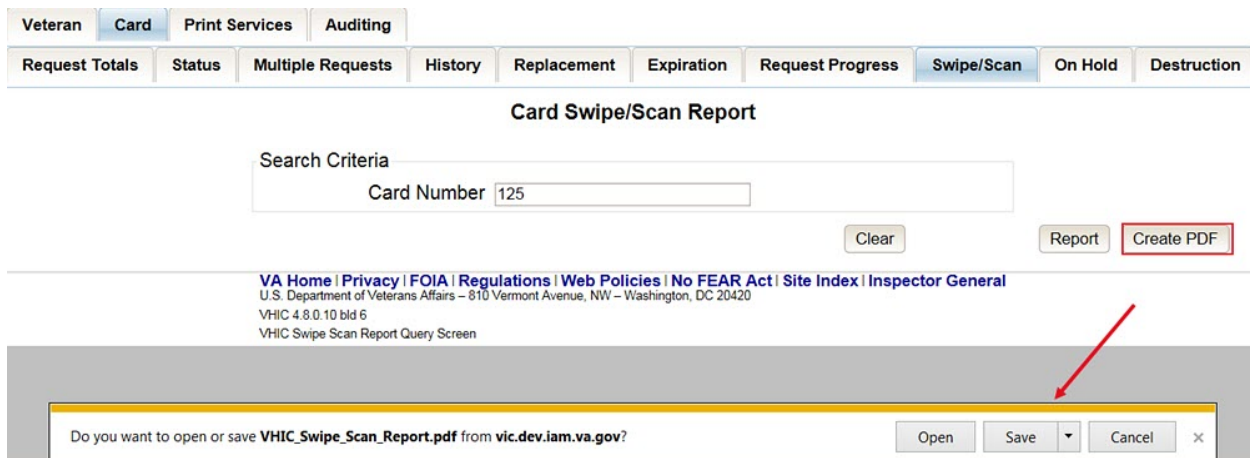 Veteran Card Print Services Auditing
Request Totals Status Multiple Requests History Replacement Expiration Request Progress Swipe/Scan On Hold Destruction
Card Swipe/Scan Report
Search Criteria
Card Number 125
Clear Report Create PDF
VA Home | Privacy | FOIA | Regulations | Web Policies | No FEAR Act | Site Index | Inspector General
U.S. Department of Veterans Affairs – 810 Vermont Avenue, NW – Washington, DC 20420
VHIC 4.8.0.10 bld 6
VHIC Swipe Scan Report Query Screen
Do you want to open or save VHIC_Swipe_Scan_Report.pdf from vic.dev.iam.va.gov? Open Save Cancel ×